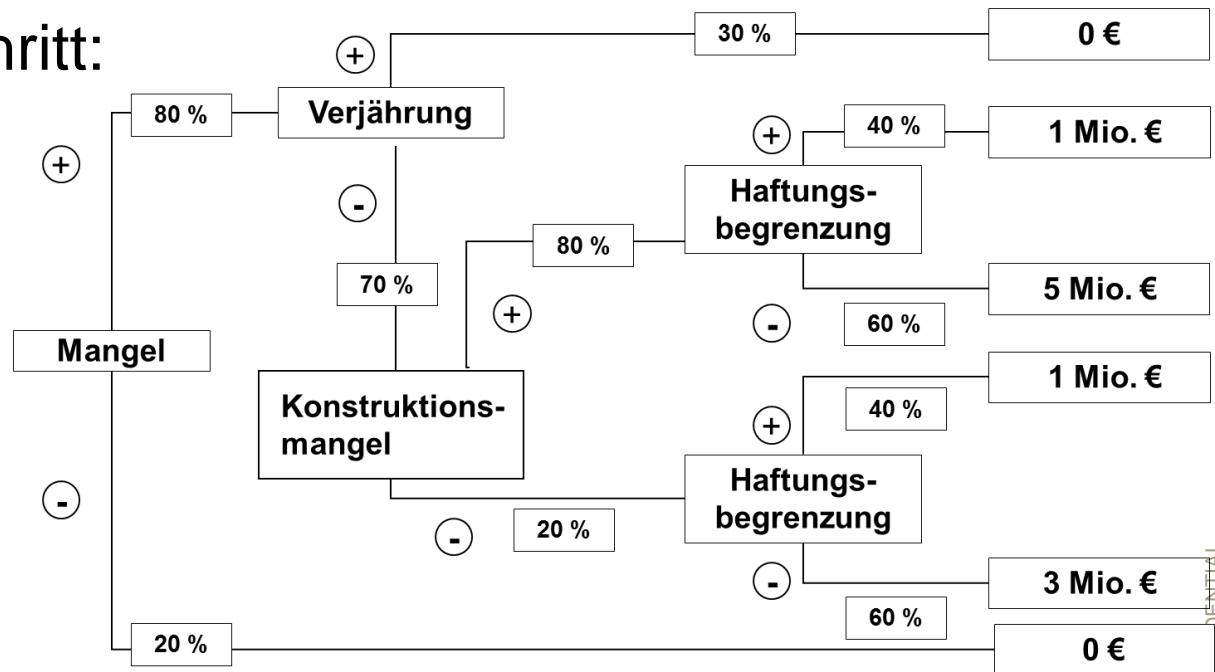 hritt:
30 %
0 €
+
80 %
Verjährung
+
40 %
1 Mio. €
+
Haftungs-
begrenzung
-
80 %
70 %
+
5 Mio. €
-
60 %
Mangel
1 Mio. €
Konstruktions-
mangel
40 %
+
Haftungs-
begrenzung
-
20 %
-
3 Mio. €
-
60 %
20 %
0 €